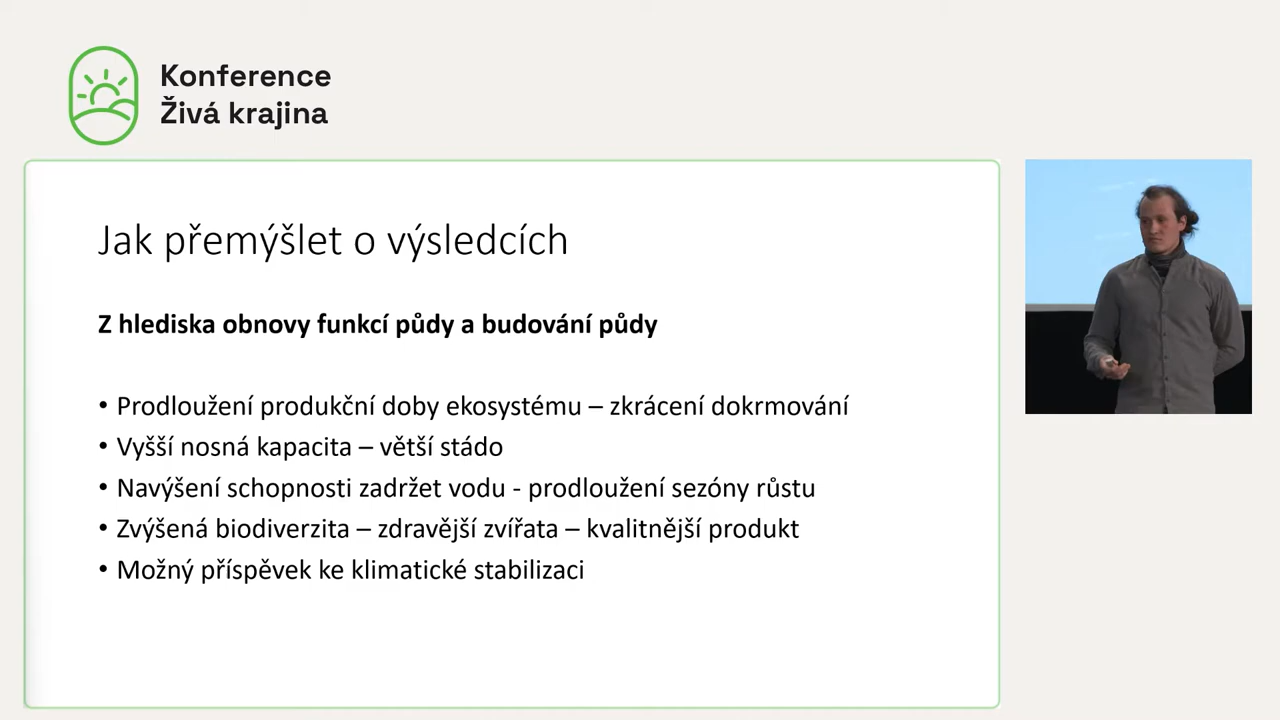 Konference
Živá krajina
Jak přemýšlet o výsledcích
Z hlediska obnovy funkcí půdy a budování půdy
• Prodloužení produkční doby ekosystému – zkrácení dokrmování
• Vyšší nosná kapacita – větší stádo
• Navýšení schopnosti zadržet vodu - prodloužení sezóny růstu
• Zvýšená biodiverzita – zdravější zvířata – kvalitnější produkt
• Možný příspěvek ke klimatické stabilizaci